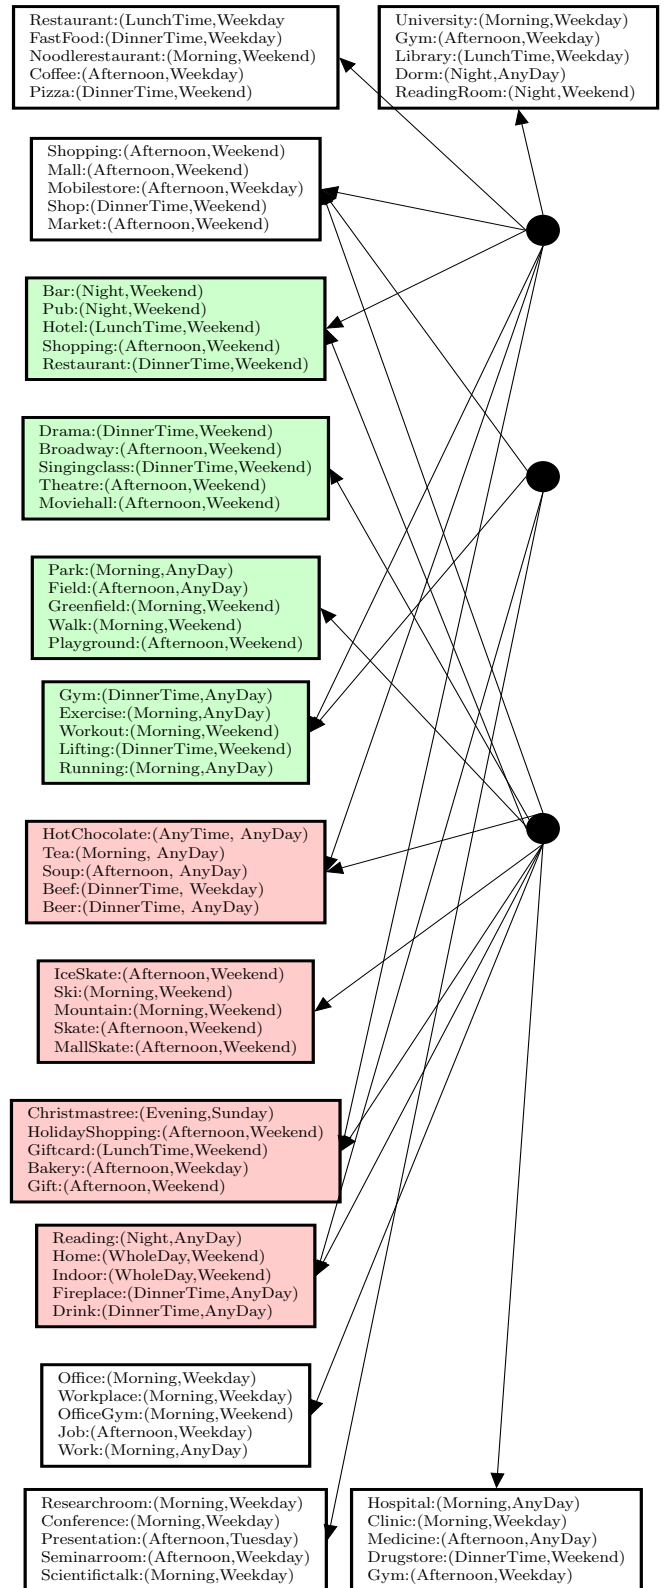 Restaurant:(LunchTime,Weekday
FastFood:(DinnerTime,Weekday)
Noodlerestaurant:(Morning,Weekend)
Coffee:(Afternoon,Weekday)
Pizza:(DinnerTime,Weekend)
University:(Morning,Weekday)
Gym:(Afternoon,Weekday)
Library:(LunchTime,Weekday)
Dorm:(Night,AnyDay)
ReadingRoom:(Night,Weekend)
Shopping:(Afternoon,Weekend)
Mall:(Afternoon,Weekend)
Mobilestore:(Afternoon,Weekday)
Shop:(DinnerTime,Weekend)
Market:(Afternoon,Weekend)
Bar:(Night,Weekend)
Pub:(Night,Weekend)
Hotel:(LunchTime,Weekend)
Shopping:(Afternoon,Weekend)
Restaurant:(DinnerTime,Weekend)
Drama:(DinnerTime,Weekend)
Broadway:(Afternoon,Weekend)
Singingclass:(DinnerTime,Weekend)
Theatre:(Afternoon,Weekend)
Moviehall:(Afternoon,Weekend)
Park:(Morning,AnyDay)
Field:(Afternoon,AnyDay)
Greenfield:(Morning,Weekend)
Walk:(Morning,Weekend)
Playground:(Afternoon,Weekend)
Gym:(DinnerTime,AnyDay)
Exercise:(Morning,AnyDay)
Workout:(Morning,Weekend)
Lifting:(DinnerTime,Weekend)
Running:(Morning,AnyDay)
HotChocolate:(AnyTime, AnyDay)
Tea:(Morning, AnyDay)
Soup:(Afternoon, AnyDay)
Beef:(DinnerTime, Weekday)
Beer:(DinnerTime, AnyDay)
IceSkate:(Afternoon,Weekend)
Ski:(Morning,Weekend)
Mountain:(Morning,Weekend)
Skate:(Afternoon,Weekend)
MallSkate:(Afternoon,Weekend)
Christmastree:(Evening,Sunday)
HolidayShopping:(Afternoon,Weekend)
Giftcard:(LunchTime,Weekend)
Bakery:(Afternoon,Weekday)
Gift:(Afternoon,Weekend)
Reading:(Night,AnyDay)
Home:(WholeDay,Weekend)
Indoor:(WholeDay,Weekend)
Fireplace:(DinnerTime,AnyDay)
Drink:(DinnerTime,AnyDay)
Office:(Morning,Weekday)
Workplace:(Morning,Weekday)
OfficeGym:(Morning,Weekend)
Job:(Afternoon,Weekday)
Work:(Morning,AnyDay)
Researchroom:(Morning,Weekday)
Conference:(Morning,Weekday)
Presentation:(Afternoon,Tuesday)
Seminarroom:(Afternoon,Weekday)
Scientifictalk:(Morning,Weekday)
Hospital:(Morning,AnyDay)
Clinic:(Morning,Weekday)
Medicine:(Afternoon,AnyDay)
Drugstore:(DinnerTime,Weekend)
Gym:(Afternoon,Weekday)